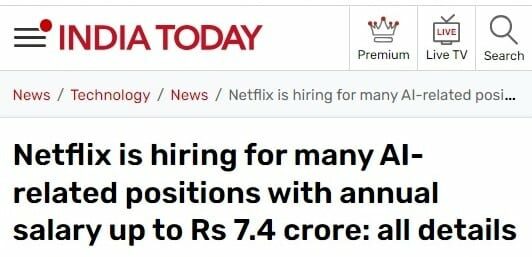 INDIA TODAY
Premium
LIVE
Live TV
Search
News / Technology / News / Netflix is hiring for many AI-related posi...
Netflix is hiring for many AI-
related positions with annual
salary up to Rs 7.4 crore: all details